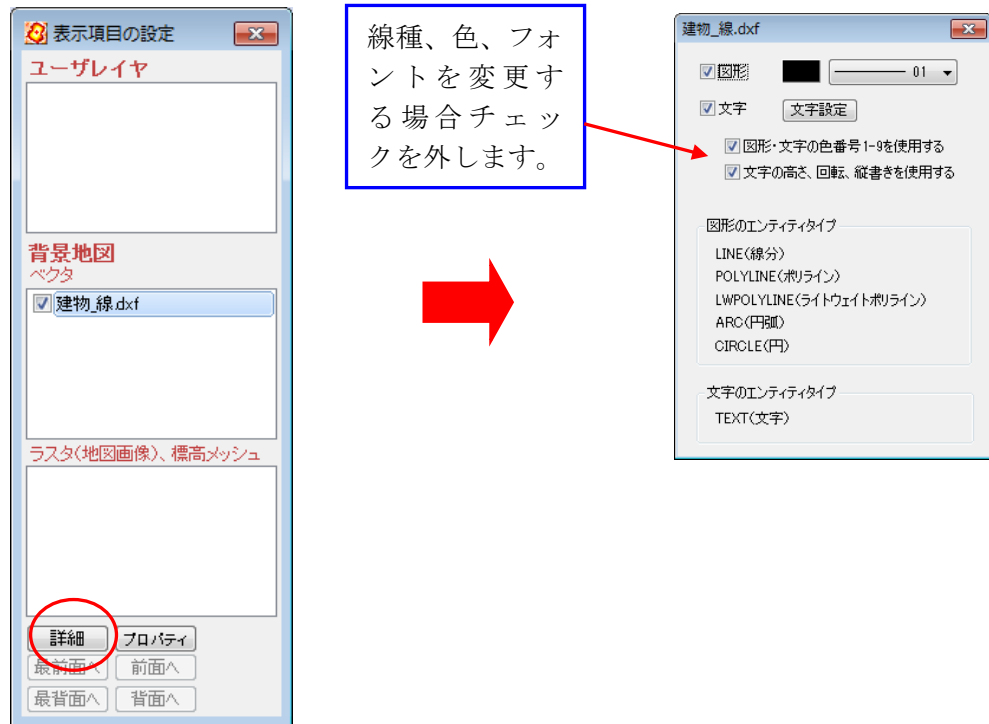 表示項目の設定
ユーザレイヤ
背景地図
ベクタ
建物_線.dxf
ラスタ(地図画像)、標高メッシュ
詳細 プロパティ
最前面へ 前面へ
最背面へ 背面へ
線種、色、フォ
ントを変更す
る場合チェッ
クを外します。
建物_線.dxf
図形 01
文字 文字設定
図形・文字の色番号1-9を使用する
文字の高さ、回転、縦書きを使用する
図形のエンティティタイプ
LINE(線分)
POLYLINE(ポリライン)
LWPOLYLINE(ライトウェイトポリライン)
ARC(円弧)
CIRCLE(円)
文字のエンティティタイプ
TEXT(文字)